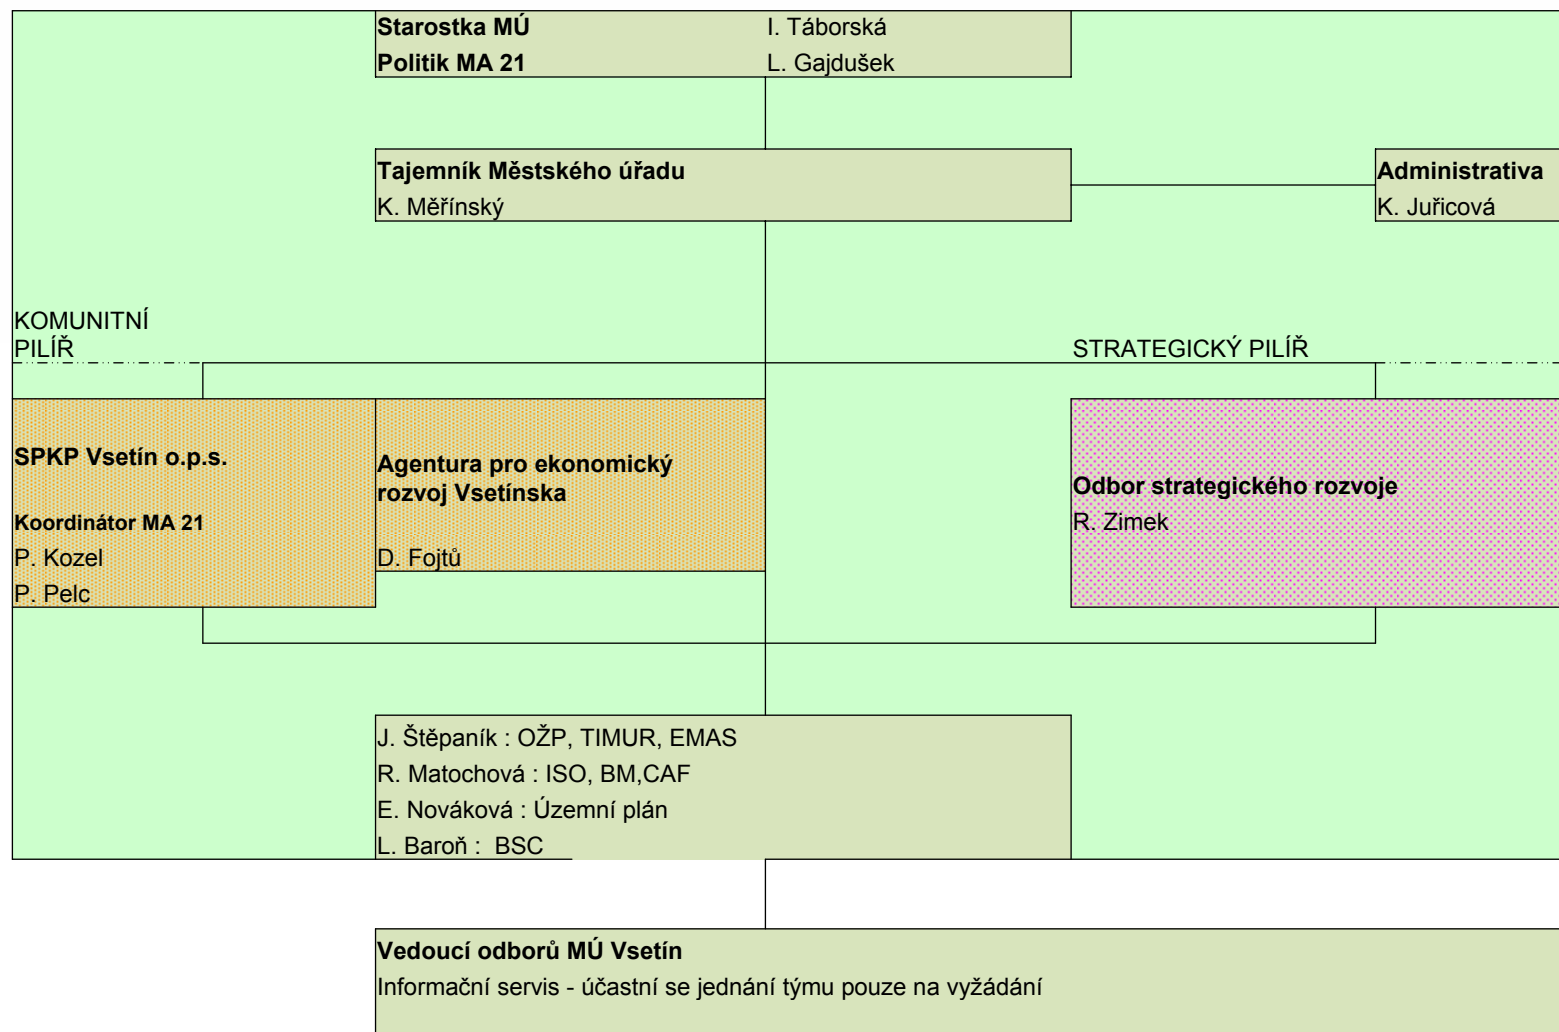 Starostka MÚ I. Táborská
Politik MA 21 L. Gajdušek
Tajemník Městského úřadu
K. Měřínský
Administrativa
K. Juřicová
KOMUNITNÍ
PILÍŘ
STRATEGICKÝ PILÍŘ
SPKP Vsetín o.p.s.
Koordinátor MA 21
P. Kozel
P. Pelc
Agentura pro ekonomický
rozvoj Vsetínska
D. Fojtů
Odbor strategického rozvoje
R. Zimek
J. Štěpaník : OŽP, TIMUR, EMAS
R. Matochová : ISO, BM,CAF
E. Nováková : Územní plán
L. Baroň :  BSC
Vedoucí odborů MÚ Vsetín
Informační servis - účastní se jednání týmu pouze na vyžádání